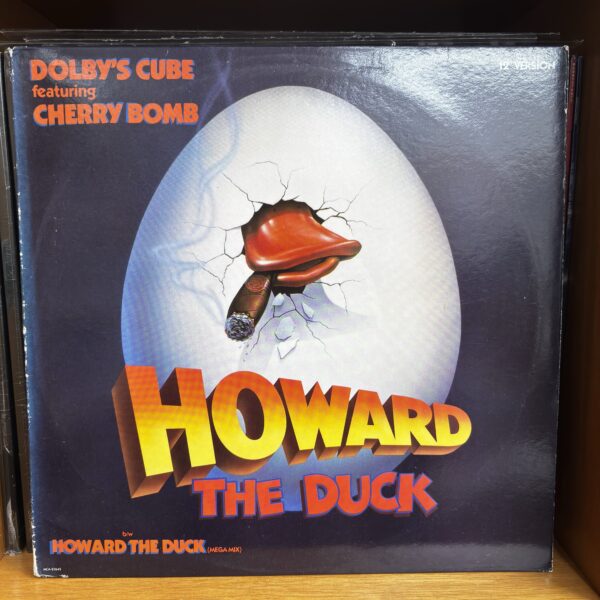 DOLBY'S CUBE
featuring
CHERRY BOMB
12" VERSION
HOWARD
THE DUCK
b/w
HOWARD THE DUCK (MEGA MIX)